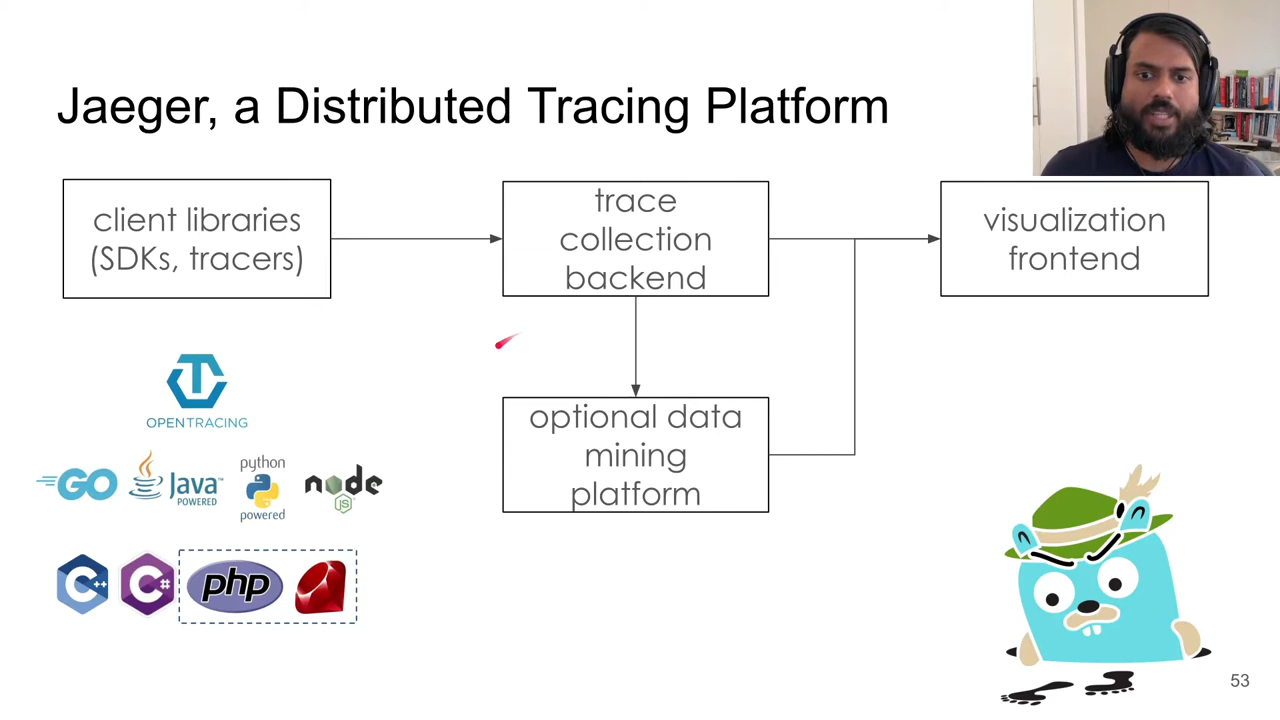 Jaeger, a Distributed Tracing Platform
client libraries
(SDKs, tracers)
trace
collection
backend
visualization
frontend
optional data
mining
platform
OPENTRACING
GO
Java
POWERED
python
powered
node
JS
C++
C#
php
53